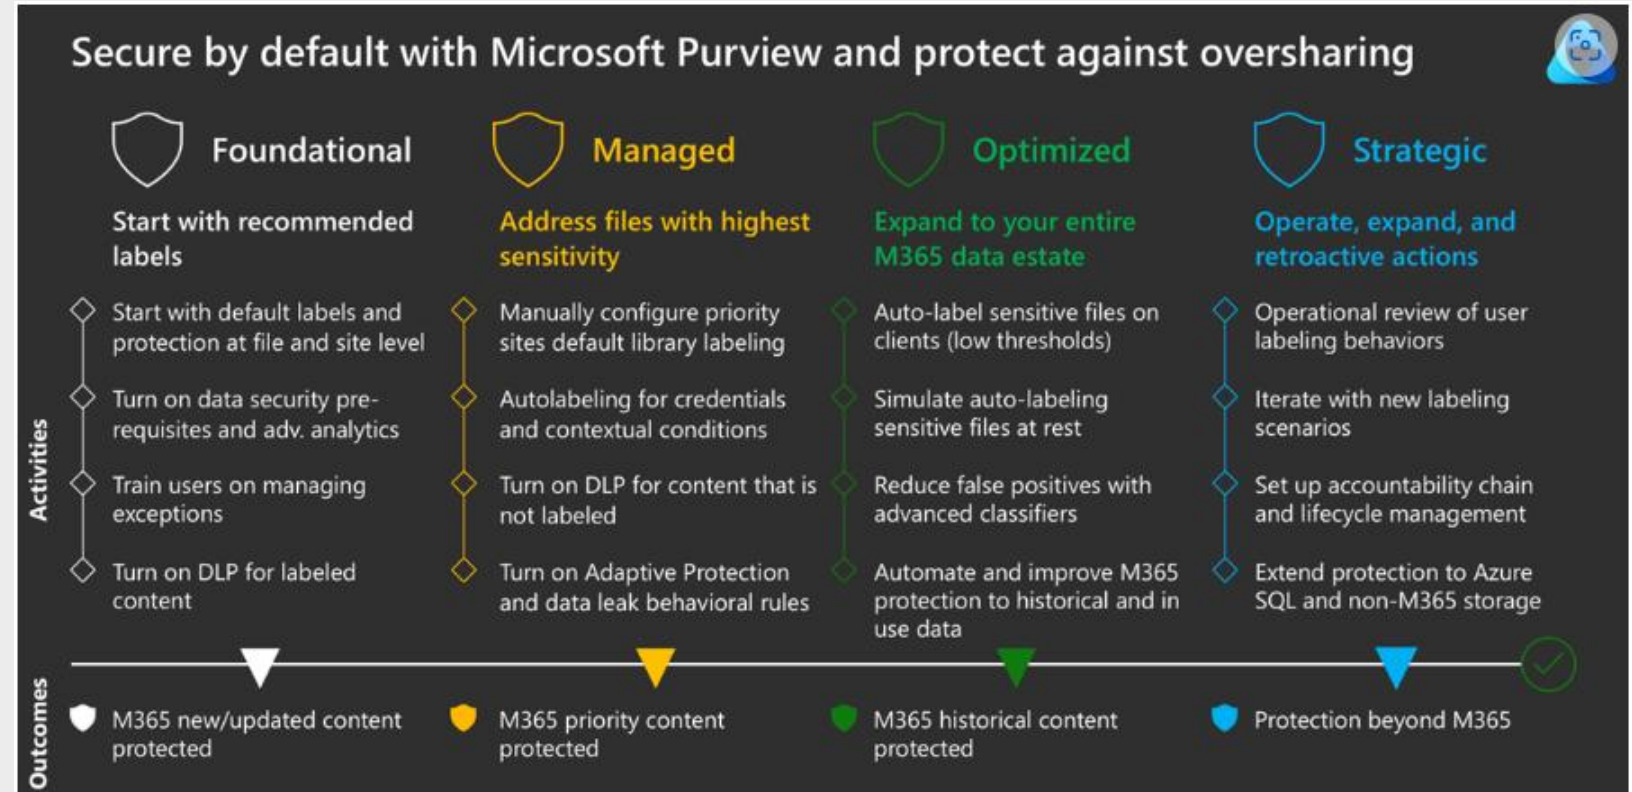 Secure by default with Microsoft Purview and protect against oversharing
Foundational
Start with recommended
labels
Start with default labels and
protection at file and site level
Turn on data security pre-
requisites and adv. analytics
Train users on managing
exceptions
Turn on DLP for labeled
content
Managed
Address files with highest
sensitivity
Manually configure priority
sites default library labeling
Autolabeling for credentials
and contextual conditions
Turn on DLP for content that is
not labeled
Turn on Adaptive Protection
and data leak behavioral rules
Optimized
Expand to your entire
M365 data estate
Auto-label sensitive files on
clients (low thresholds)
Simulate auto-labeling
sensitive files at rest
Reduce false positives with
advanced classifiers
Automate and improve M365
protection to historical and in
use data
Strategic
Operate, expand, and
retroactive actions
Operational review of user
labeling behaviors
Iterate with new labeling
scenarios
Set up accountability chain
and lifecycle management
Extend protection to Azure
SQL and non-M365 storage
Activities
Outcomes
M365 new/updated content
protected
M365 priority content
protected
M365 historical content
protected
Protection beyond M365